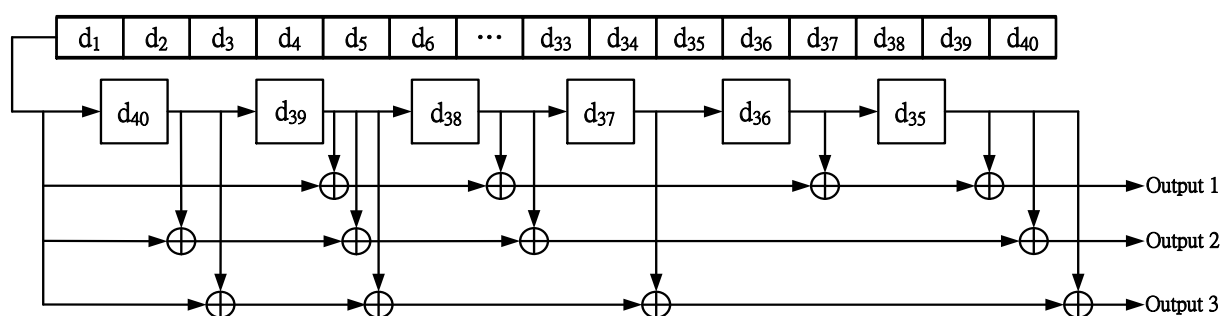 d₁ d₂ d₃ d₄ d₅ d₆ ··· d₃₃ d₃₄ d₃₅ d₃₆ d₃₇ d₃₈ d₃₉ d₄₀
d₄₀ d₃₉ d₃₈ d₃₇ d₃₆ d₃₅
Output 1
Output 2
Output 3